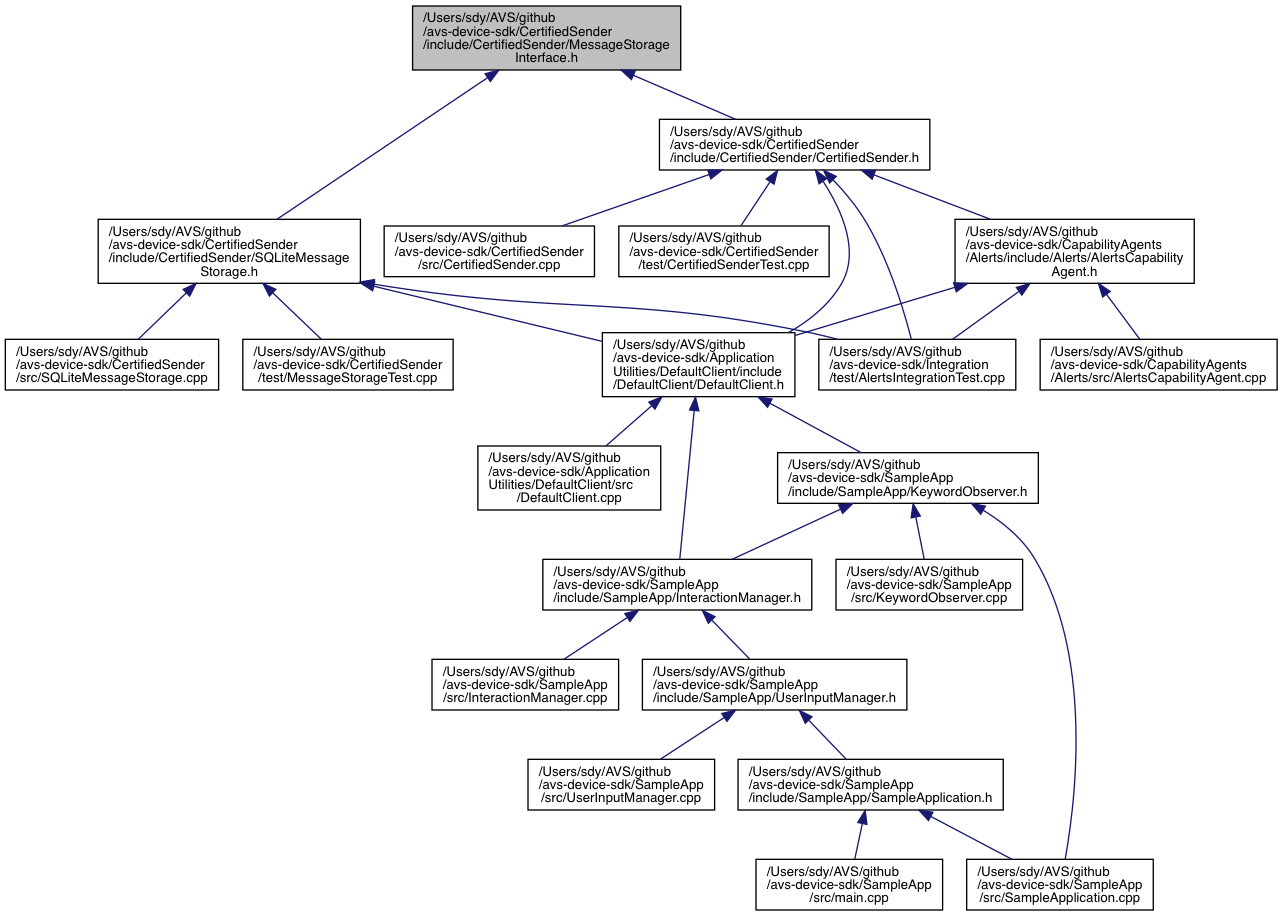 /Users/sdy/AVS/github
/avs-device-sdk/CertifiedSender
/include/CertifiedSender/MessageStorage
Interface.h
/Users/sdy/AVS/github
/avs-device-sdk/CertifiedSender
/include/CertifiedSender/CertifiedSender.h
/Users/sdy/AVS/github
/avs-device-sdk/CertifiedSender
/include/CertifiedSender/SQLiteMessage
Storage.h
/Users/sdy/AVS/github
/avs-device-sdk/CertifiedSender
/src/CertifiedSender.cpp
/Users/sdy/AVS/github
/avs-device-sdk/CertifiedSender
/test/CertifiedSenderTest.cpp
/Users/sdy/AVS/github
/avs-device-sdk/CapabilityAgents
/Alerts/include/Alerts/AlertsCapability
Agent.h
/Users/sdy/AVS/github
/avs-device-sdk/CertifiedSender
/src/SQLiteMessageStorage.cpp
/Users/sdy/AVS/github
/avs-device-sdk/CertifiedSender
/test/MessageStorageTest.cpp
/Users/sdy/AVS/github
/avs-device-sdk/Application
Utilities/DefaultClient/include
/DefaultClient/DefaultClient.h
/Users/sdy/AVS/github
/avs-device-sdk/Integration
/test/AlertsIntegrationTest.cpp
/Users/sdy/AVS/github
/avs-device-sdk/CapabilityAgents
/Alerts/src/AlertsCapabilityAgent.cpp
/Users/sdy/AVS/github
/avs-device-sdk/Application
Utilities/DefaultClient/src
/DefaultClient.cpp
/Users/sdy/AVS/github
/avs-device-sdk/SampleApp
/include/SampleApp/KeywordObserver.h
/Users/sdy/AVS/github
/avs-device-sdk/SampleApp
/include/SampleApp/InteractionManager.h
/Users/sdy/AVS/github
/avs-device-sdk/SampleApp
/src/KeywordObserver.cpp
/Users/sdy/AVS/github
/avs-device-sdk/SampleApp
/src/InteractionManager.cpp
/Users/sdy/AVS/github
/avs-device-sdk/SampleApp
/include/SampleApp/UserInputManager.h
/Users/sdy/AVS/github
/avs-device-sdk/SampleApp
/src/UserInputManager.cpp
/Users/sdy/AVS/github
/avs-device-sdk/SampleApp
/include/SampleApp/SampleApplication.h
/Users/sdy/AVS/github
/avs-device-sdk/SampleApp
/src/main.cpp
/Users/sdy/AVS/github
/avs-device-sdk/SampleApp
/src/SampleApplication.cpp